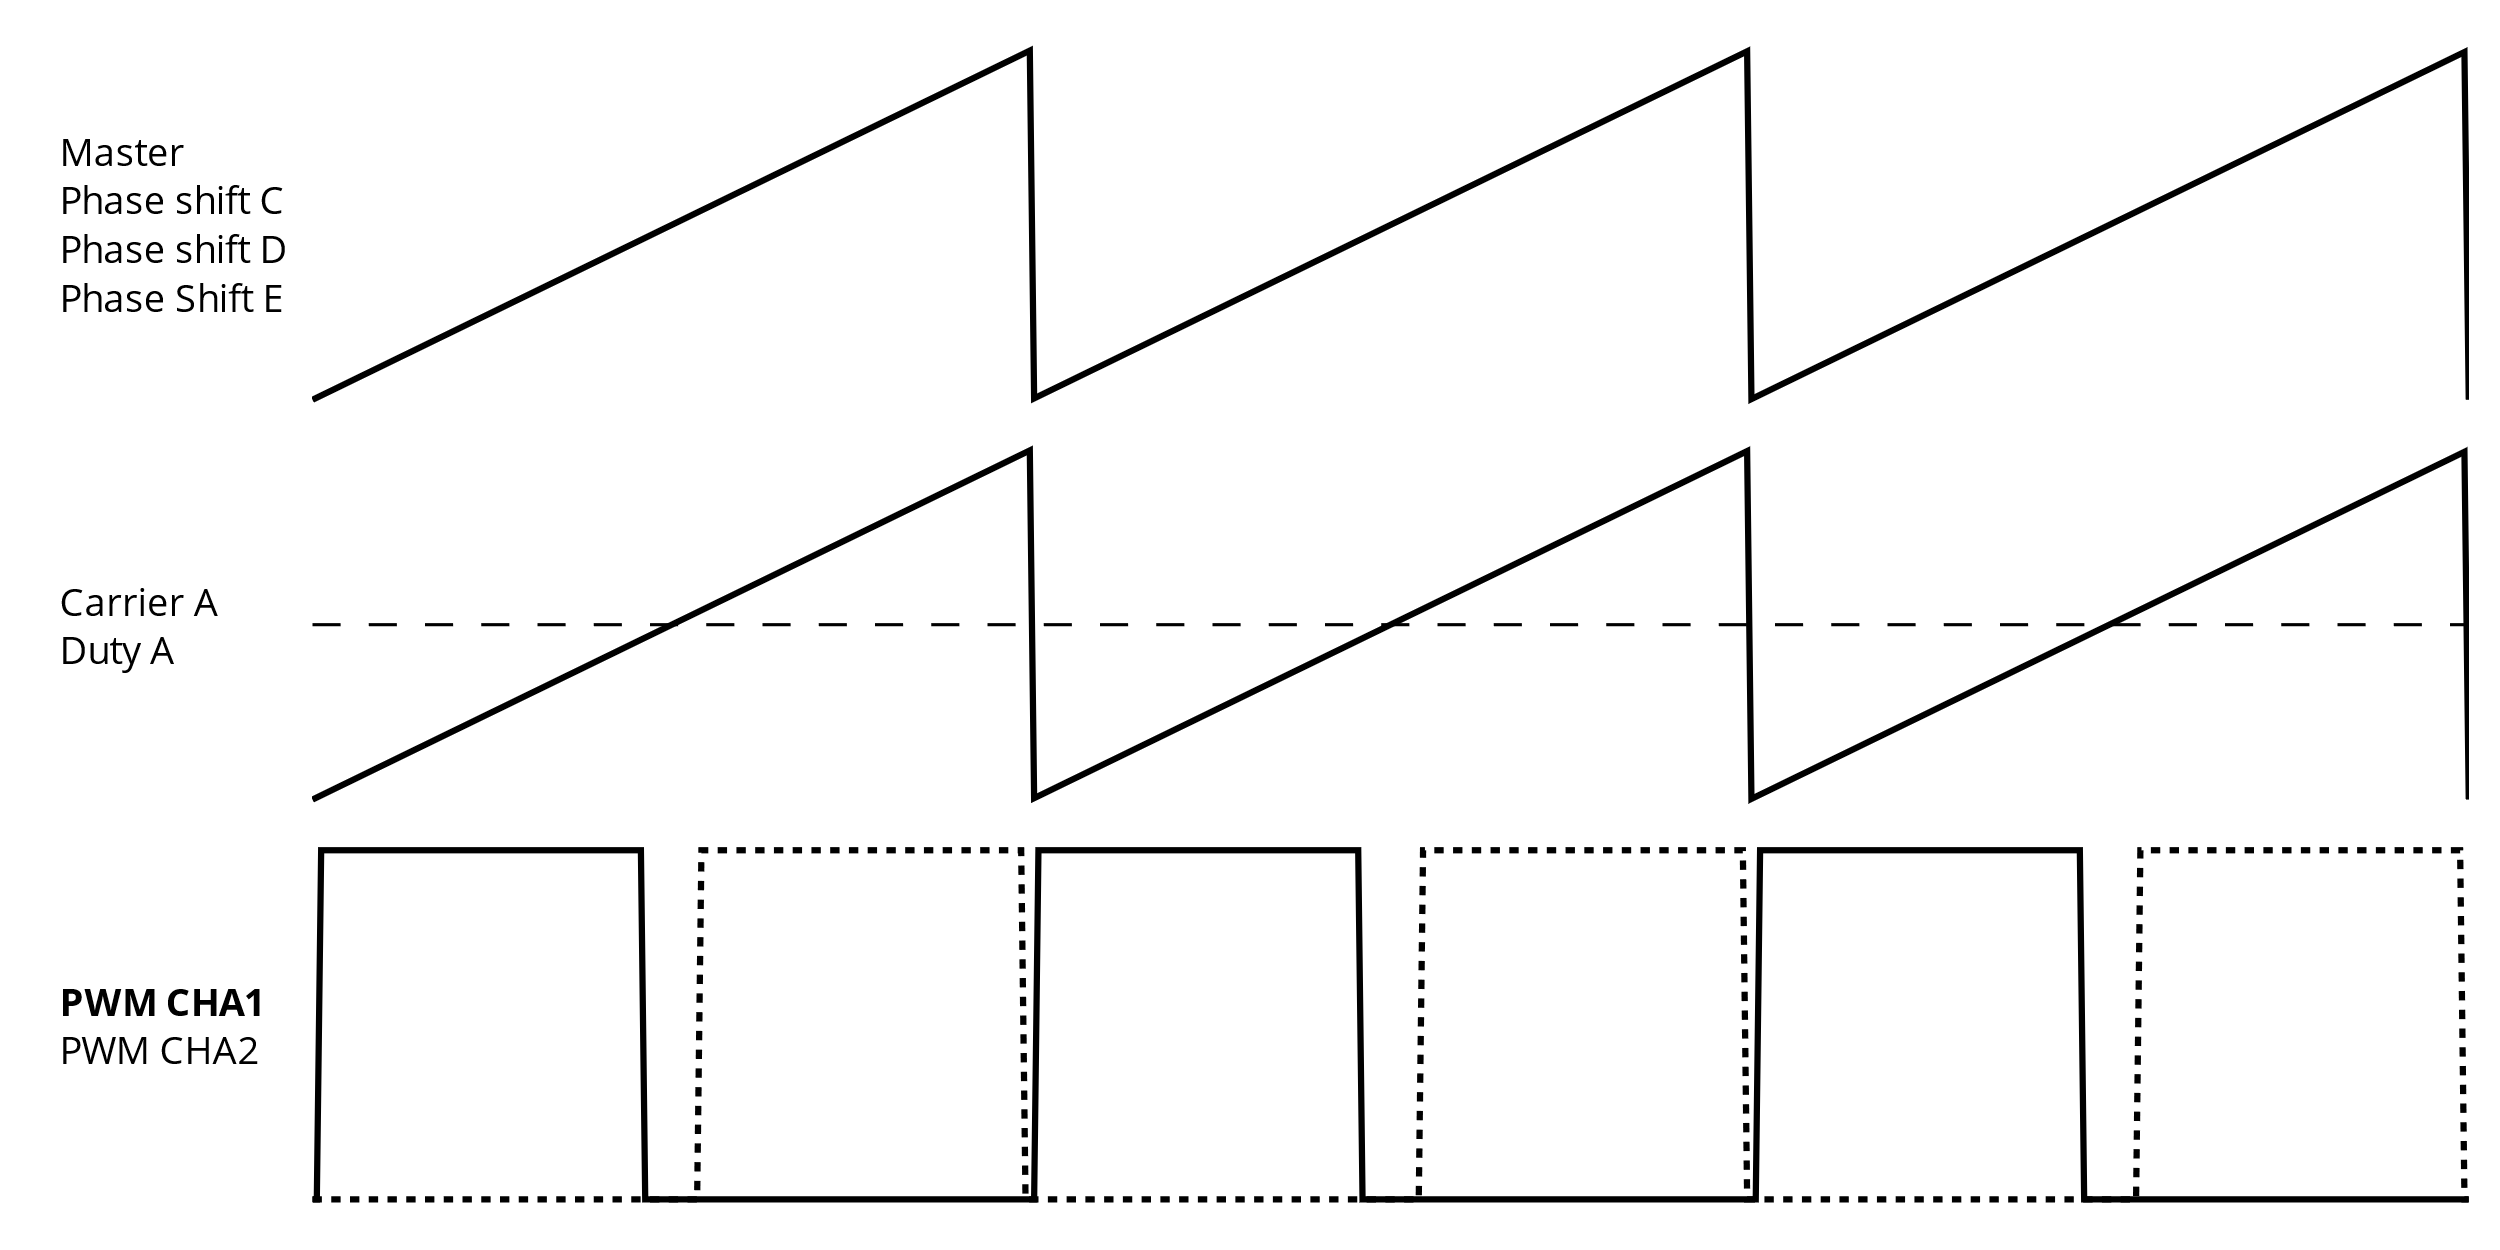 Master
Phase shift C
Phase shift D
Phase Shift E
Carrier A
Duty A
PWM CHA1
PWM CHA2